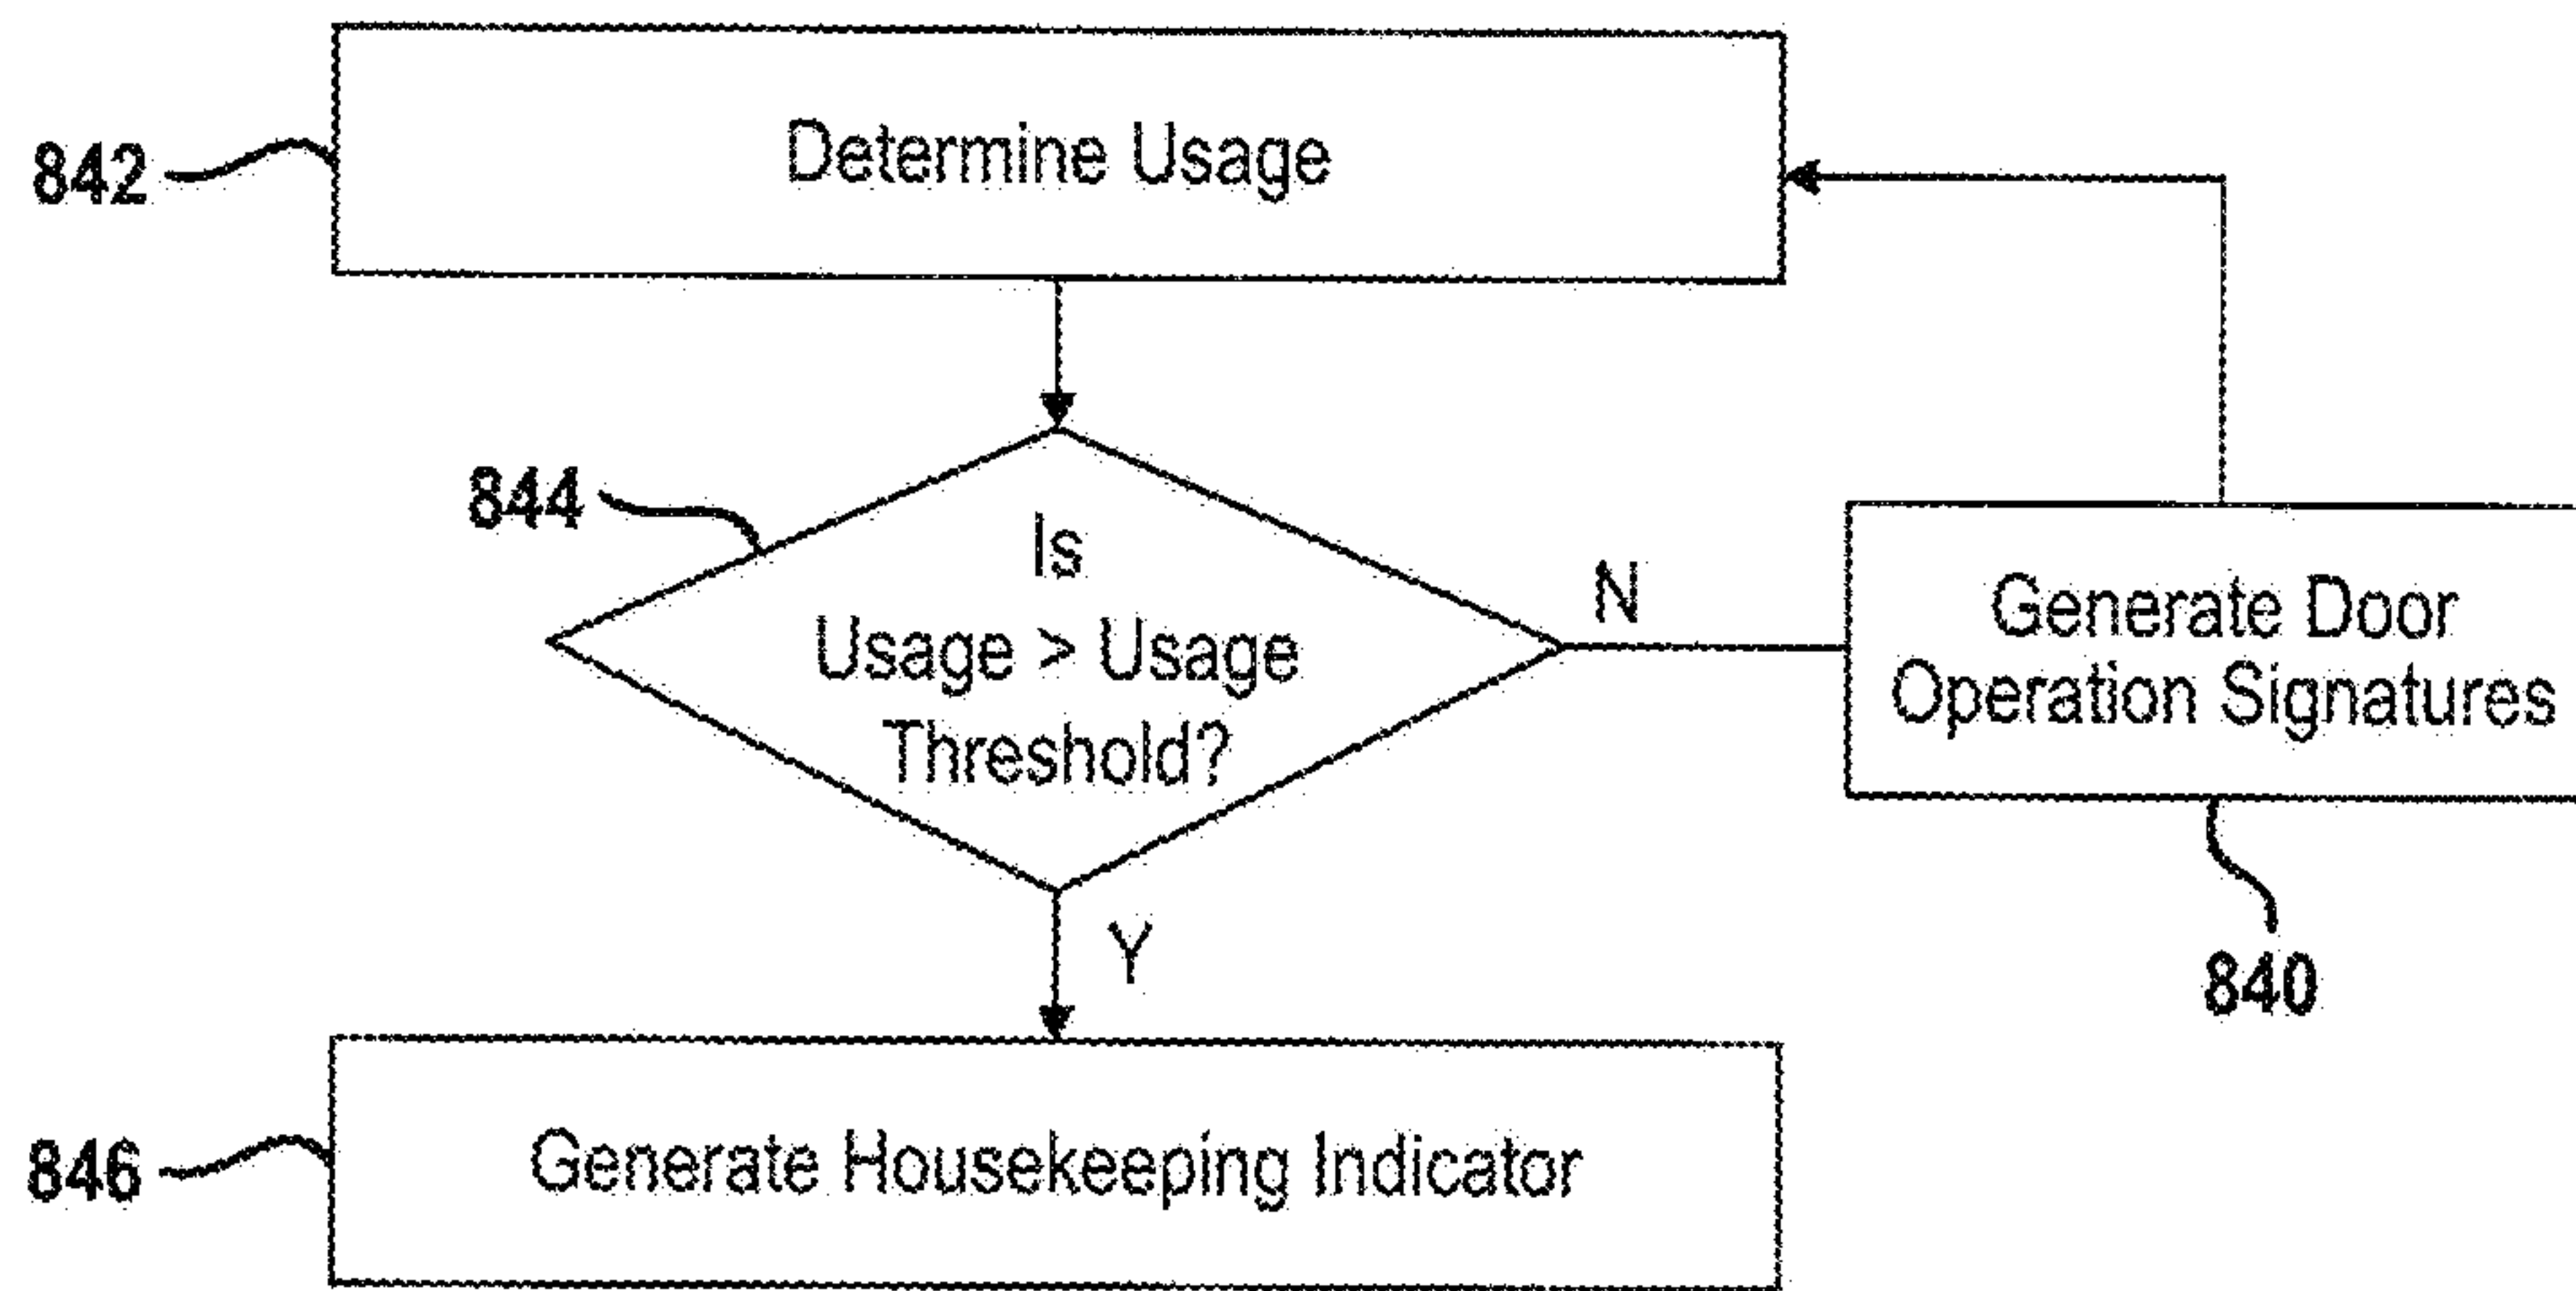 842
Determine Usage
844
Is
Usage > Usage
Threshold?
N
Generate Door
Operation Signatures
840
Y
846
Generate Housekeeping Indicator